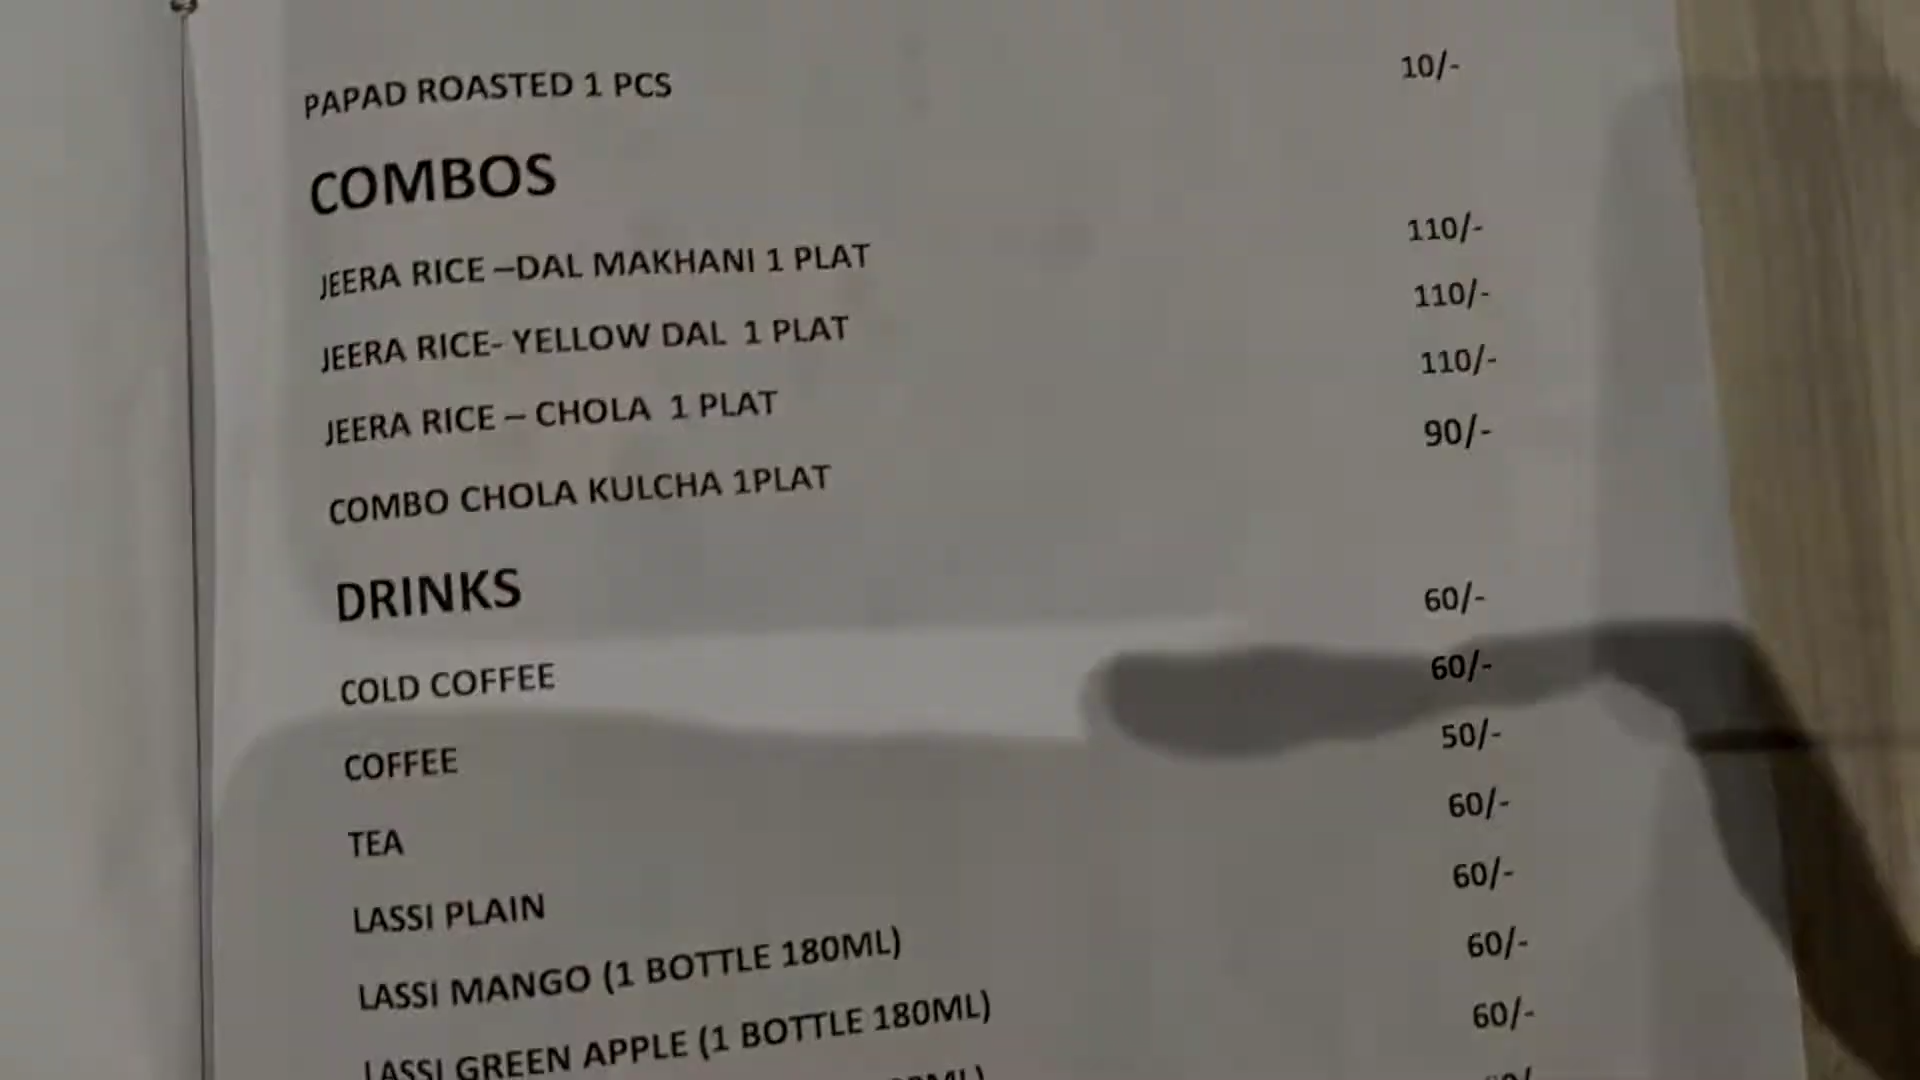 PAPAD ROASTED 1 PCS 10/-
COMBOS
JEERA RICE –DAL MAKHANI 1 PLAT 110/-
JEERA RICE- YELLOW DAL 1 PLAT 110/-
JEERA RICE – CHOLA 1 PLAT 110/-
COMBO CHOLA KULCHA 1PLAT 90/-
DRINKS
COLD COFFEE 60/-
COFFEE 60/-
TEA 50/-
LASSI PLAIN 60/-
LASSI MANGO (1 BOTTLE 180ML) 60/-
LASSI GREEN APPLE (1 BOTTLE 180ML) 60/-
60/-